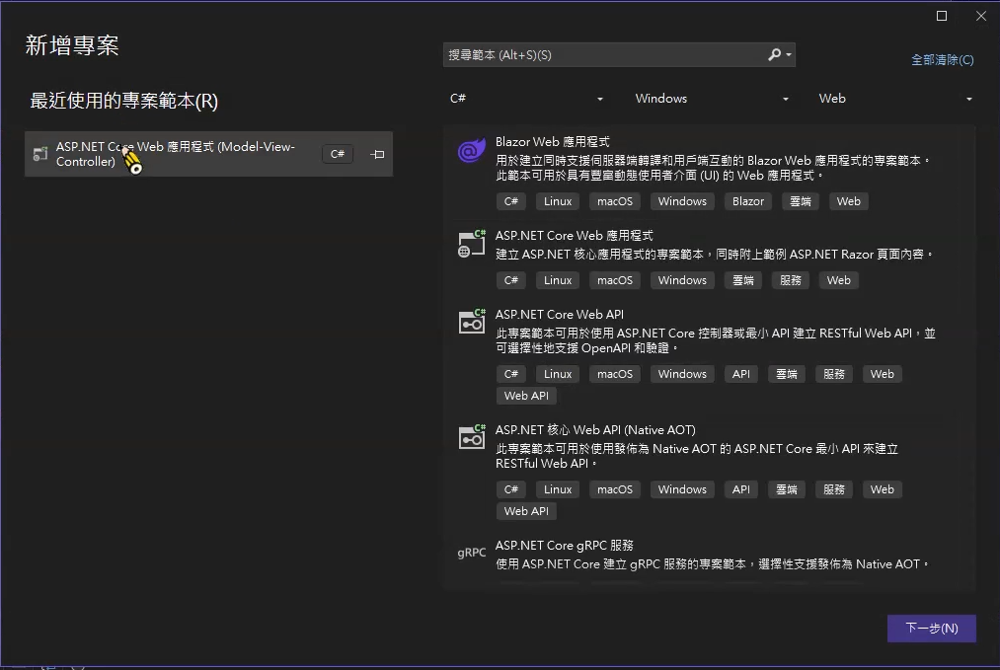 新增專案
搜尋範本 (Alt+S)(S)
全部清除(C)
最近使用的專案範本(R)
C#
Windows
Web
ASP.NET Core Web 應用程式 (Model-View-
Controller)
C#
Blazor Web 應用程式
用於建立同時支援伺服器端轉譯和用戶端互動的 Blazor Web 應用程式的專案範本。
此範本可用於具有豐富動態使用者介面 (UI) 的 Web 應用程式。
C# Linux macOS Windows Blazor 雲端 Web
C#
ASP.NET Core Web 應用程式
建立 ASP.NET 核心應用程式的專案範本，同時附上範例 ASP.NET Razor 頁面內容。
C# Linux macOS Windows 雲端 服務 Web
C#
ASP.NET Core Web API
此專案範本可用於使用 ASP.NET Core 控制器或最小 API 建立 RESTful Web API，並
可選擇性地支援 OpenAPI 和驗證。
C# Linux macOS Windows API 雲端 服務 Web
Web API
C#
ASP.NET 核心 Web API (Native AOT)
此專案範本可用於使用發佈為 Native AOT 的 ASP.NET Core 最小 API 來建立
RESTful Web API。
C# Linux macOS Windows API 雲端 服務 Web
Web API
gRPC
ASP.NET Core gRPC 服務
使用 ASP.NET Core 建立 gRPC 服務的專案範本，選擇性支援發佈為 Native AOT。
下一步(N)